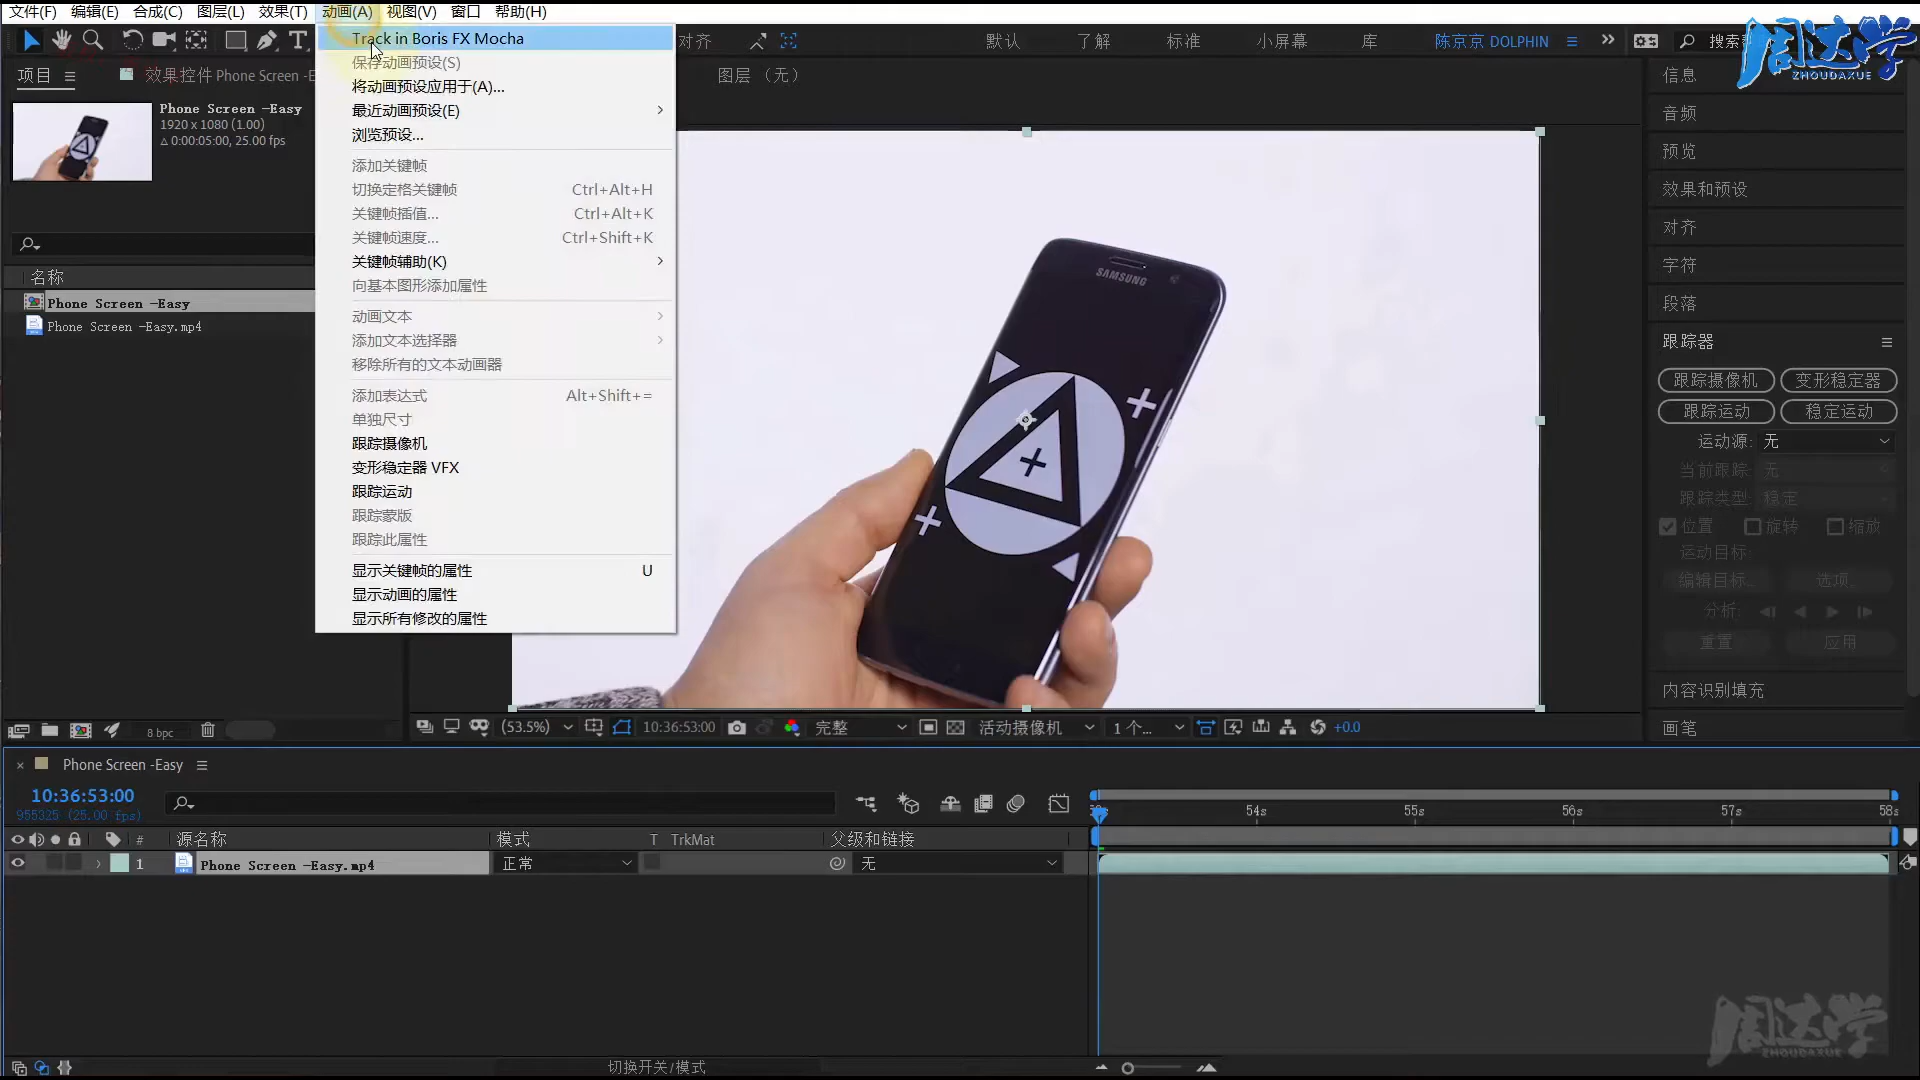 文件(F) 编辑(E) 合成(C) 图层(L) 效果(T) 动画(A) 视图(V) 窗口 帮助(H)
对齐 默认 了解 标准 小屏幕 库 陈京京 DOLPHIN
周达学
ZHOUDAXUE
项目 效果控件 Phone Screen -E
图层 （无）
Phone Screen -Easy
1920 x 1080 (1.00)
Δ 0:00:05:00, 25.00 fps
名称
Phone Screen -Easy
Phone Screen -Easy.mp4
8 bpc
Track in Boris FX Mocha
保存动画预设(S)
将动画预设应用于(A)...
最近动画预设(E)
浏览预设...
添加关键帧
切换定格关键帧 Ctrl+Alt+H
关键帧插值... Ctrl+Alt+K
关键帧速度... Ctrl+Shift+K
关键帧辅助(K)
向基本图形添加属性
动画文本
添加文本选择器
移除所有的文本动画器
添加表达式 Alt+Shift+=
单独尺寸
跟踪摄像机
变形稳定器 VFX
跟踪运动
跟踪蒙版
跟踪此属性
显示关键帧的属性 U
显示动画的属性
显示所有修改的属性
SAMSUNG
信息
音频
预览
效果和预设
对齐
字符
段落
跟踪器
跟踪摄像机 变形稳定器
跟踪运动 稳定运动
运动源: 无
当前跟踪: 无
跟踪类型: 稳定
位置 旋转 缩放
运动目标:
编辑目标... 选项...
分析:
重置 应用
内容识别填充
画笔
(53.5%) 10:36:53:00 完整 活动摄像机 1 个... +0.0
Phone Screen -Easy
10:36:53:00
955325 (25.00 fps)
# 源名称 模式 T TrkMat 父级和链接
1 Phone Screen -Easy.mp4 正常 无
54s 55s 56s 57s 58s
切换开关/模式
周达学
ZHOUDAXUE